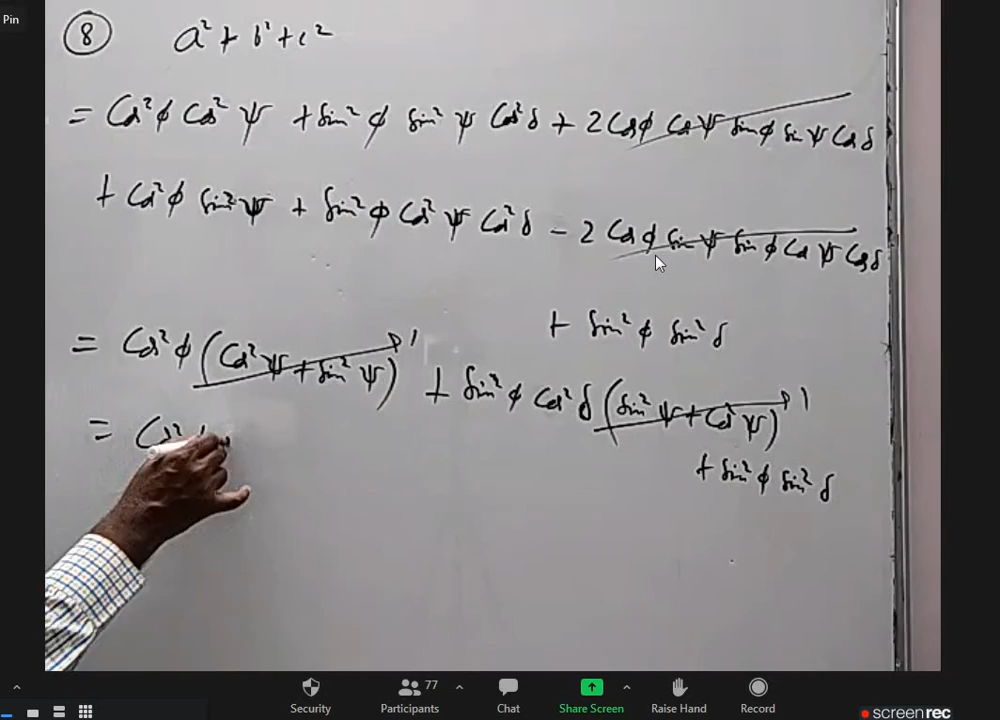 Pin
⑧ a² + b² + c²
= Cos²φ Cos²ψ + Sin²φ Sin²ψ Cos²δ + 2 Cosφ Cosψ Sinφ Sinψ Cosδ
+ Cos²φ Sin²ψ + Sin²φ Cos²ψ Cos²δ − 2 Cosφ Sinψ Sinφ Cosψ Cosδ
+ Sin²φ Sin²δ
= Cos²φ (Cos²ψ + Sin²ψ) 1 + Sin²φ Cos²δ (Sin²ψ + Cos²ψ) 1
+ Sin²φ Sin²δ
= Cos²
77
Security Participants Chat Share Screen Raise Hand Record
screenrec